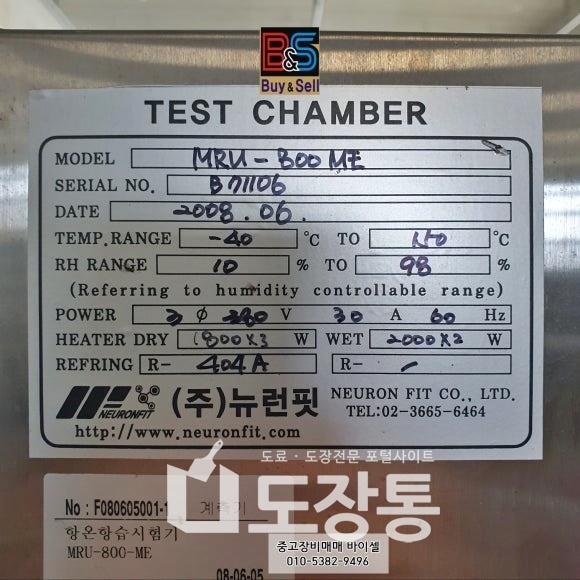 B&S
Buy & Sell
TEST CHAMBER
MODEL MRU-800ME
SERIAL NO. B71106
DATE 2008.06.
TEMP.RANGE -40 °C TO 150 °C
RH RANGE 10 % TO 98 %
(Referring to humidity controllable range)
POWER 3 Φ V 30 A 60 Hz
HEATER DRY 1800x3 W WET 2000x2 W
REFRING R- 404A R- -
NEURONFIT (주)뉴런핏 NEURON FIT CO., LTD.
TEL:02-3665-6464
http://www.neuronfit.com
도료 · 도장전문 포털사이트
도장통
No : F080605001-1 계측기
항온항습시험기
MRU-800-ME
08-06-05
중고장비매매 바이셀
010-5382-9496